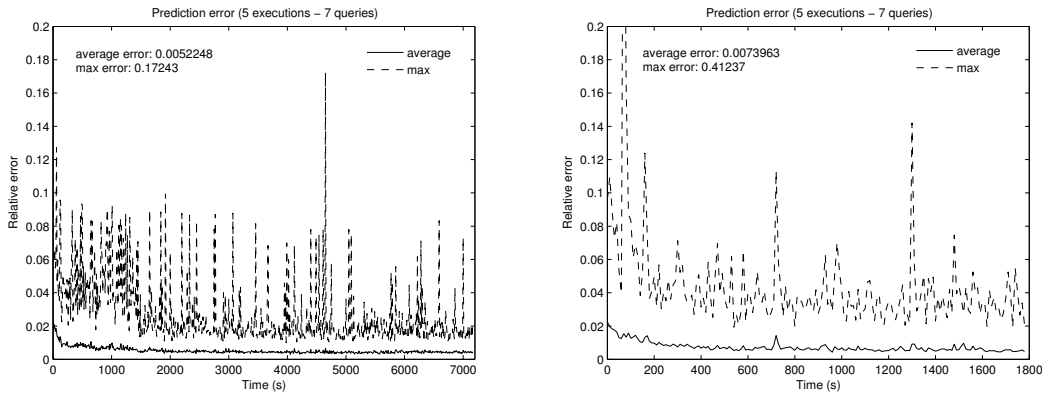 Prediction error (5 executions − 7 queries)
0.2
0.18
0.16
0.14
0.12
0.1
0.08
0.06
0.04
0.02
0
Relative error
average error: 0.0052248
max error: 0.17243
average
max
0 1000 2000 3000 4000 5000 6000 7000
Time (s)
Prediction error (5 executions − 7 queries)
0.2
0.18
0.16
0.14
0.12
0.1
0.08
0.06
0.04
0.02
0
Relative error
average error: 0.0073963
max error: 0.41237
average
max
0 200 400 600 800 1000 1200 1400 1600 1800
Time (s)